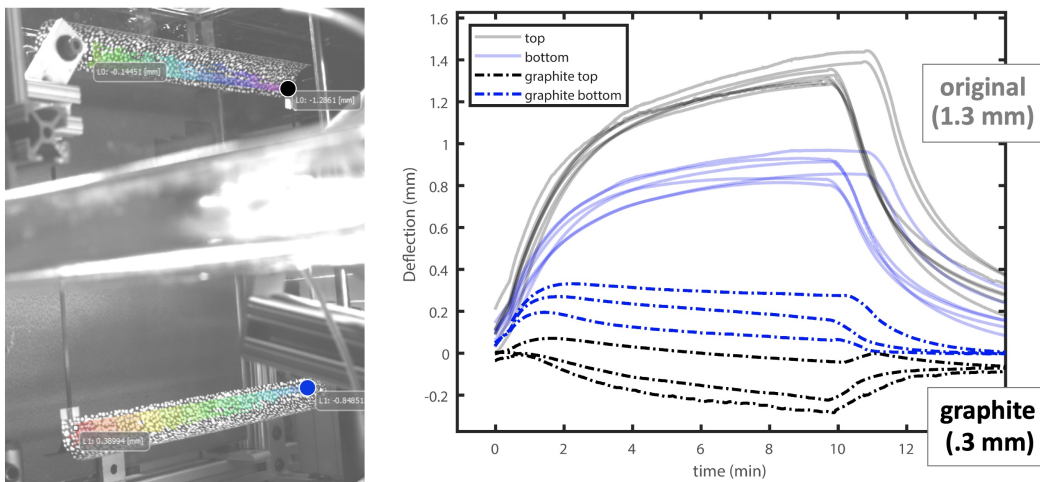 L0: -0.14451 [mm]
L0: -1.2861 [mm]
L1: -0.84851
L1: 0.38994 [mm]
Deflection (mm)
1.6
1.4
1.2
1.0
0.8
0.6
0.4
0.2
0
-0.2
top
bottom
graphite top
graphite bottom
original
(1.3 mm)
graphite
(.3 mm)
0
2
4
6
8
10
12
time (min)